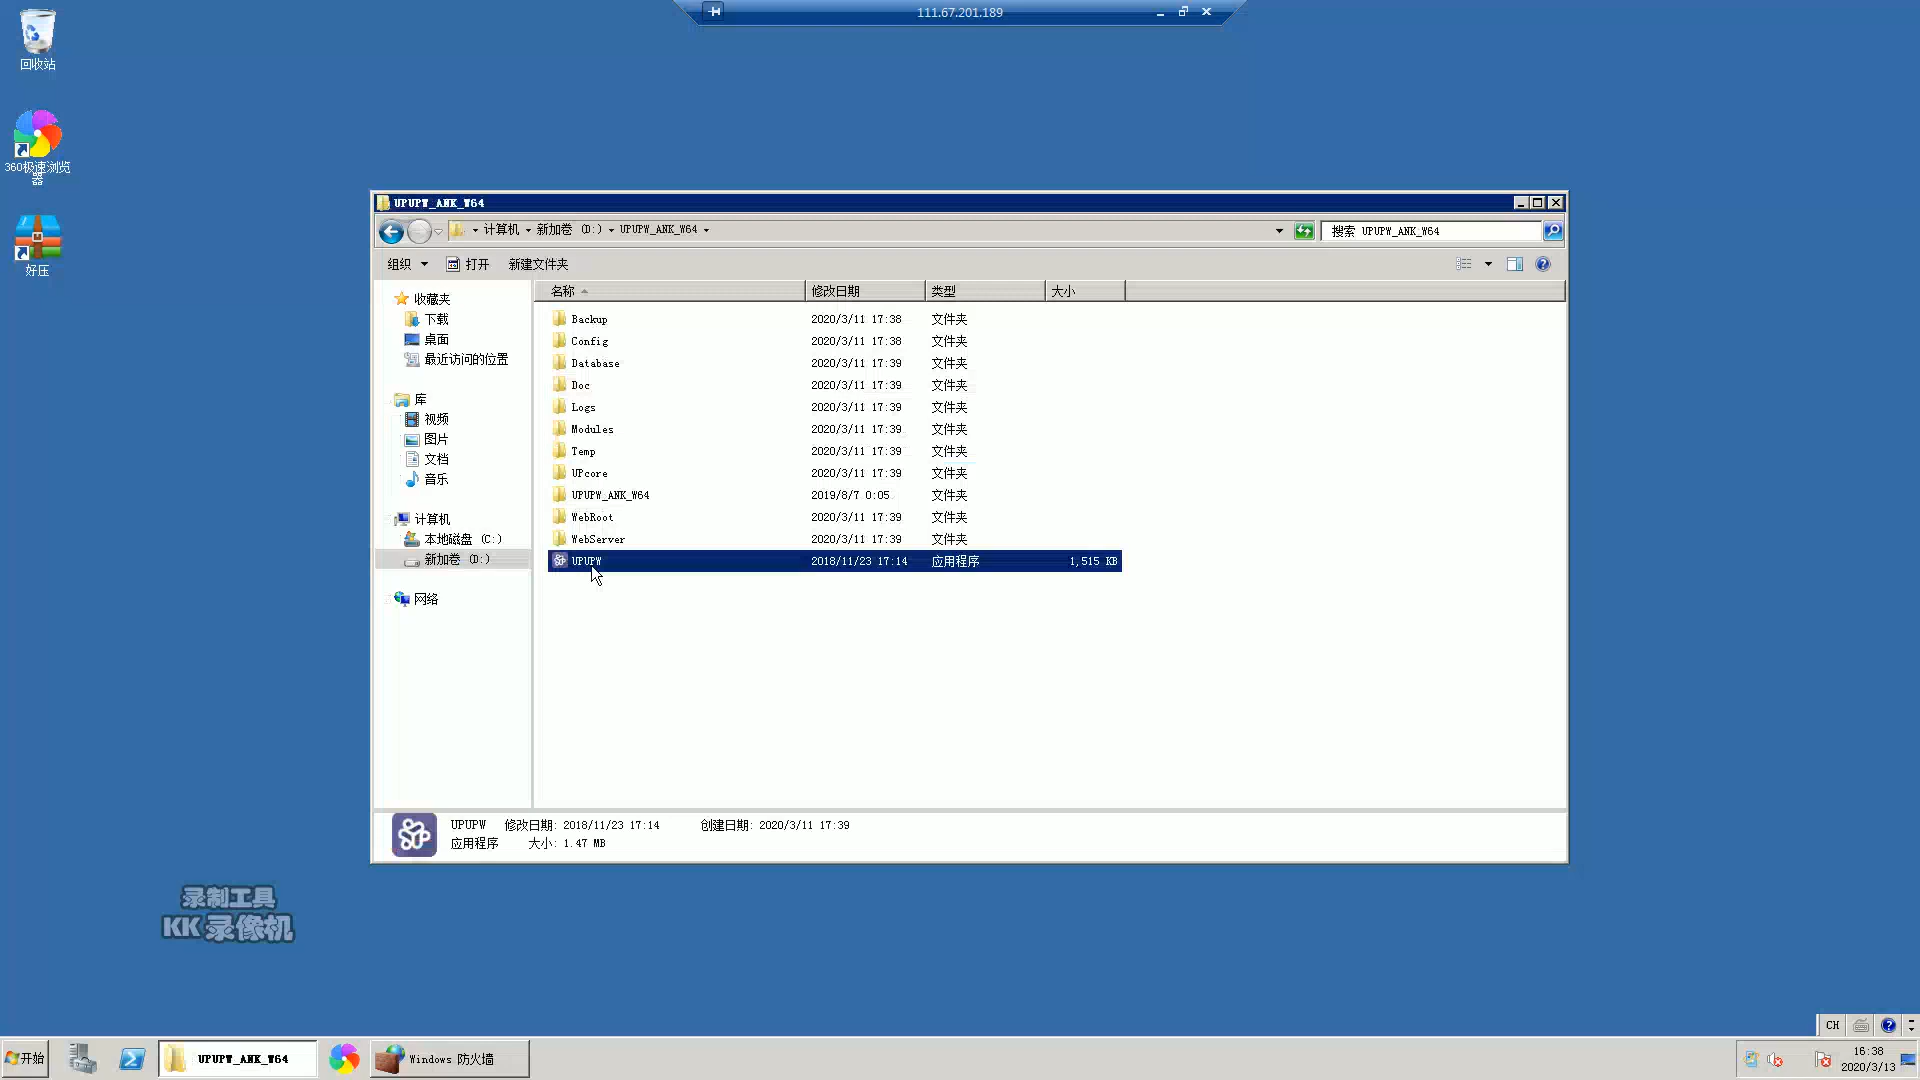 111.67.201.189
回收站
360极速浏览
器
好压
UPUPW_ANK_W64
计算机 新加卷 (D:) UPUPW_ANK_W64
搜索 UPUPW_ANK_W64
组织 打开 新建文件夹
名称 修改日期 类型 大小
收藏夹
下载
桌面
最近访问的位置
库
视频
图片
文档
音乐
计算机
本地磁盘 (C:)
新加卷 (D:)
网络
Backup 2020/3/11 17:38 文件夹
Config 2020/3/11 17:38 文件夹
Database 2020/3/11 17:39 文件夹
Doc 2020/3/11 17:39 文件夹
Logs 2020/3/11 17:39 文件夹
Modules 2020/3/11 17:39 文件夹
Temp 2020/3/11 17:39 文件夹
UPcore 2020/3/11 17:39 文件夹
UPUPW_ANK_W64 2019/8/7 0:05 文件夹
WebRoot 2020/3/11 17:39 文件夹
WebServer 2020/3/11 17:39 文件夹
UPUPW 2018/11/23 17:14 应用程序 1,515 KB
UPUPW 修改日期: 2018/11/23 17:14 创建日期: 2020/3/11 17:39
应用程序 大小: 1.47 MB
录制工具
KK 录像机
CH
开始
UPUPW_ANK_W64
Windows 防火墙
16:38
2020/3/13